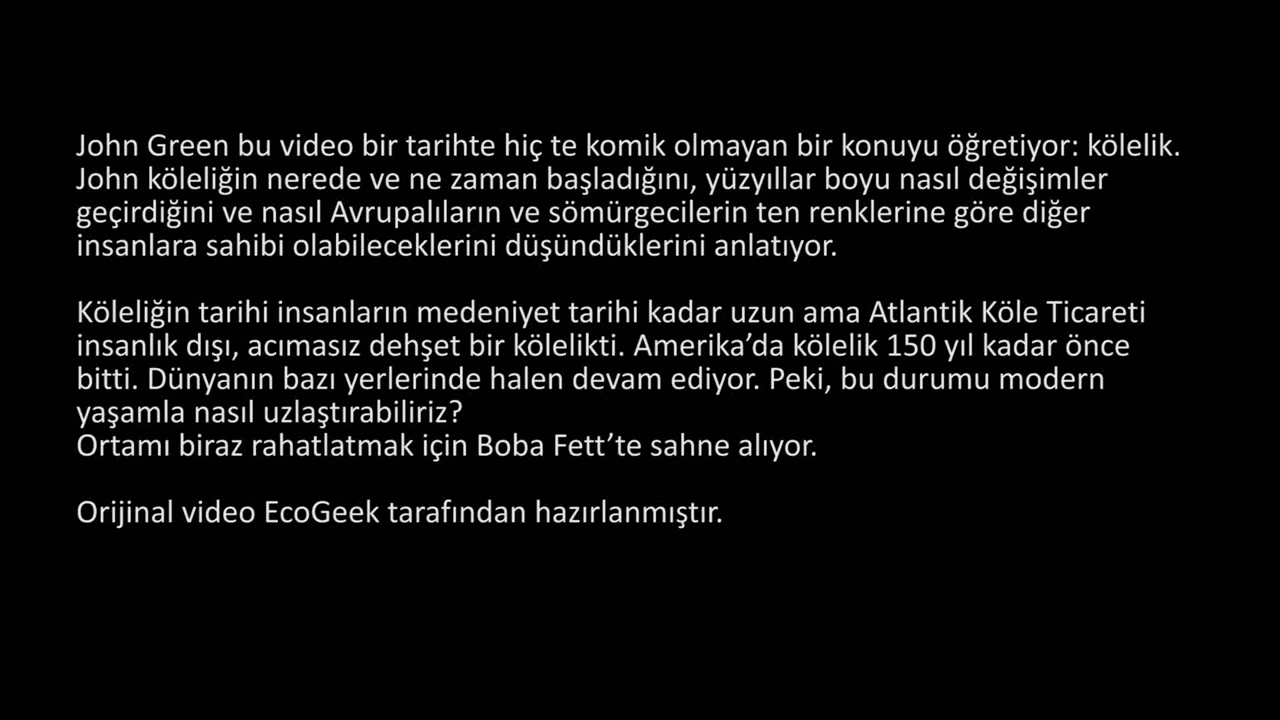 John Green bu video bir tarihte hiç te komik olmayan bir konuyu öğretiyor: kölelik.
John köleliğin nerede ve ne zaman başladığını, yüzyıllar boyu nasıl değişimler
geçirdiğini ve nasıl Avrupalıların ve sömürgecilerin ten renklerine göre diğer
insanlara sahibi olabileceklerini düşündüklerini anlatıyor.
Köleliğin tarihi insanların medeniyet tarihi kadar uzun ama Atlantik Köle Ticareti
insanlık dışı, acımasız dehşet bir kölelikti. Amerika’da kölelik 150 yıl kadar önce
bitti. Dünyanın bazı yerlerinde halen devam ediyor. Peki, bu durumu modern
yaşamla nasıl uzlaştırabiliriz?
Ortamı biraz rahatlatmak için Boba Fett’te sahne alıyor.
Orijinal video EcoGeek tarafından hazırlanmıştır.